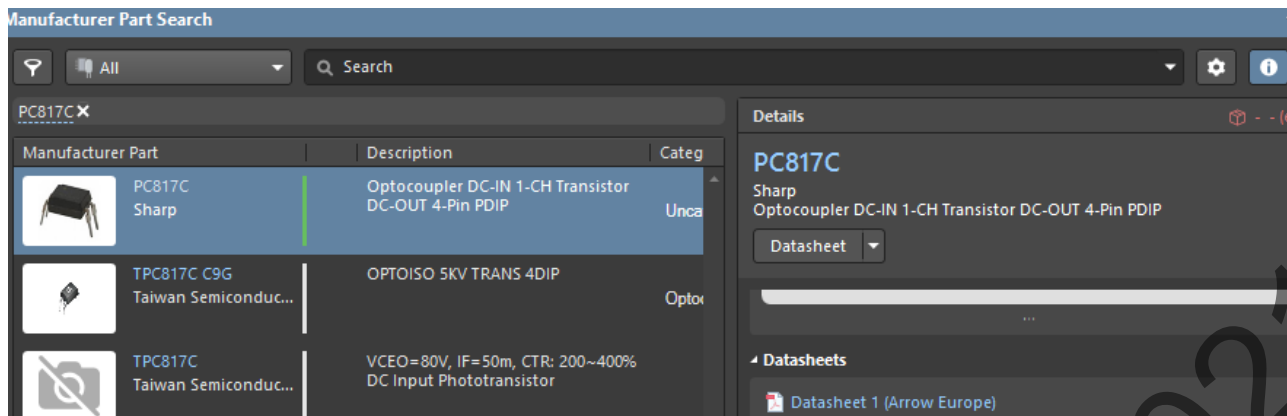 Manufacturer Part Search
All
Search
PC817C
Manufacturer Part
Description
Categ
PC817C
Sharp
Optocoupler DC-IN 1-CH Transistor
DC-OUT 4-Pin PDIP
Unca
TPC817C C9G
Taiwan Semiconduc...
OPTOISO 5KV TRANS 4DIP
Optoc
TPC817C
Taiwan Semiconduc...
VCEO=80V, IF=50m, CTR: 200~400%
DC Input Phototransistor
Details
PC817C
Sharp
Optocoupler DC-IN 1-CH Transistor DC-OUT 4-Pin PDIP
Datasheet
...
Datasheets
Datasheet 1 (Arrow Europe)